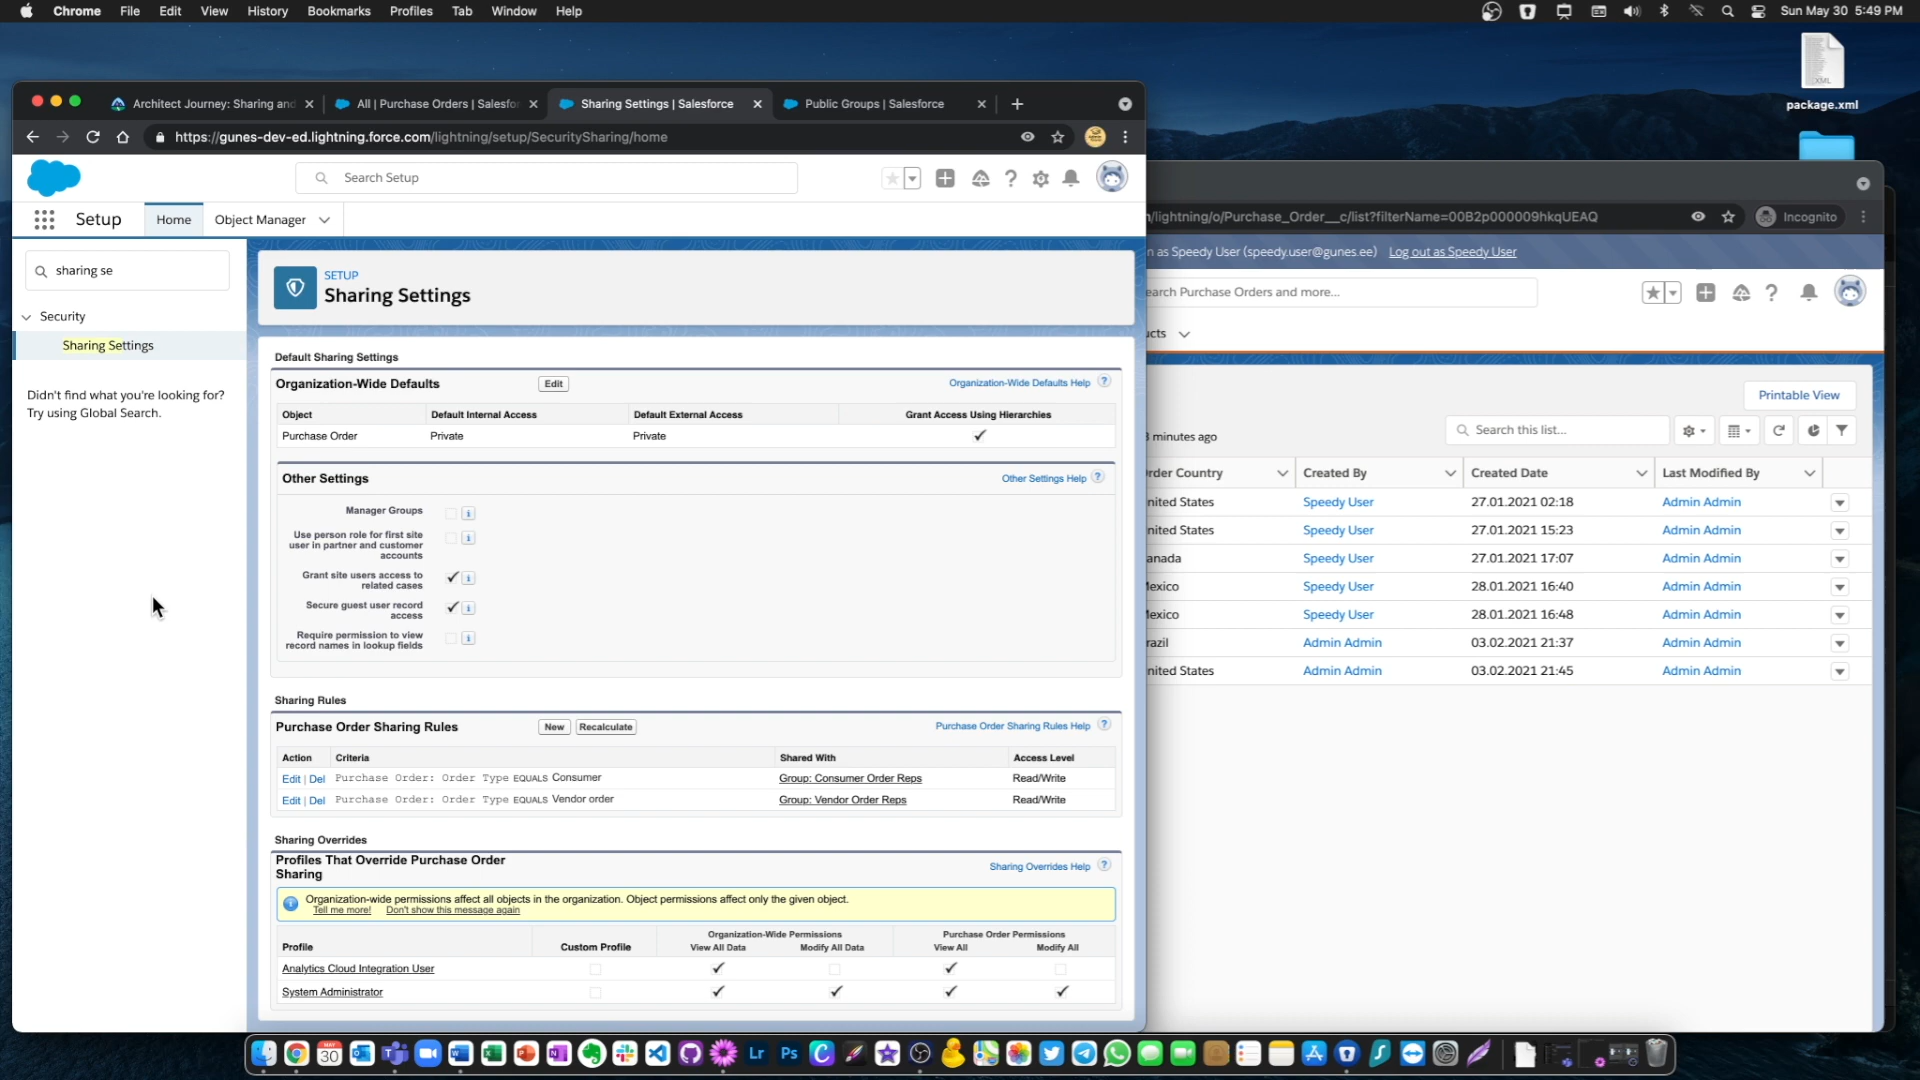 Chrome File Edit View History Bookmarks Profiles Tab Window Help
Sun May 30 5:49 PM
XML
package.xml
Architect Journey: Sharing and
All | Purchase Orders | Salesfo
Sharing Settings | Salesforce
Public Groups | Salesforce
https://gunes-dev-ed.lightning.force.com/lightning/setup/SecuritySharing/home
Search Setup
Setup Home Object Manager
sharing se
Security
Sharing Settings
Didn't find what you're looking for?
Try using Global Search.
SETUP
Sharing Settings
Default Sharing Settings
Organization-Wide Defaults Edit Organization-Wide Defaults Help ?
Object Default Internal Access Default External Access Grant Access Using Hierarchies
Purchase Order Private Private
Other Settings Other Settings Help ?
Manager Groups
Use person role for first site
user in partner and customer
accounts
Grant site users access to
related cases
Secure guest user record
access
Require permission to view
record names in lookup fields
Sharing Rules
Purchase Order Sharing Rules New Recalculate Purchase Order Sharing Rules Help ?
Action Criteria Shared With Access Level
Edit | Del Purchase Order: Order Type EQUALS Consumer Group: Consumer Order Reps Read/Write
Edit | Del Purchase Order: Order Type EQUALS Vendor order Group: Vendor Order Reps Read/Write
Sharing Overrides
Profiles That Override Purchase Order
Sharing
Sharing Overrides Help ?
Organization-wide permissions affect all objects in the organization. Object permissions affect only the given object.
Tell me more! Don't show this message again
Organization-Wide Permissions Purchase Order Permissions
Profile Custom Profile View All Data Modify All Data View All Modify All
Analytics Cloud Integration User
System Administrator
/lightning/o/Purchase_Order__c/list?filterName=00B2p000009hkqUEAQ
Incognito
n as Speedy User (speedy.user@gunes.ee) Log out as Speedy User
earch Purchase Orders and more...
ucts
Printable View
minutes ago
Search this list...
rder Country Created By Created Date Last Modified By
nited States Speedy User 27.01.2021 02:18 Admin Admin
nited States Speedy User 27.01.2021 15:23 Admin Admin
anada Speedy User 27.01.2021 17:07 Admin Admin
exico Speedy User 28.01.2021 16:40 Admin Admin
exico Speedy User 28.01.2021 16:48 Admin Admin
razil Admin Admin 03.02.2021 21:37 Admin Admin
nited States Admin Admin 03.02.2021 21:45 Admin Admin
MAY
30
Lr Ps